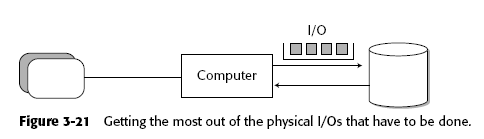 I/O
Computer
Figure 3-21 Getting the most out of the physical I/Os that have to be done.